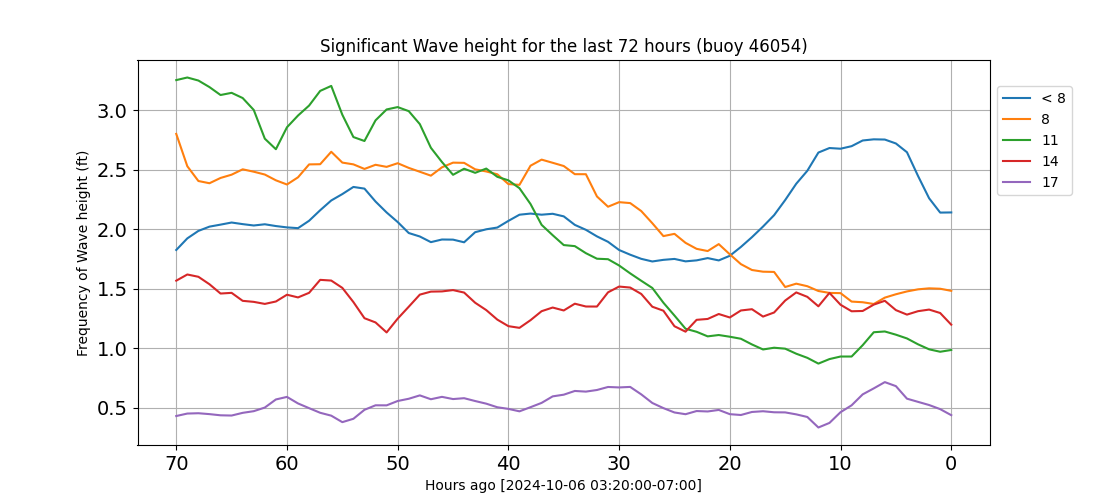 Significant Wave height for the last 72 hours (buoy 46054)
Frequency of Wave height (ft)
3.0
2.5
2.0
1.5
1.0
0.5
70 60 50 40 30 20 10 0
Hours ago [2024-10-06 03:20:00-07:00]
< 8
8
11
14
17